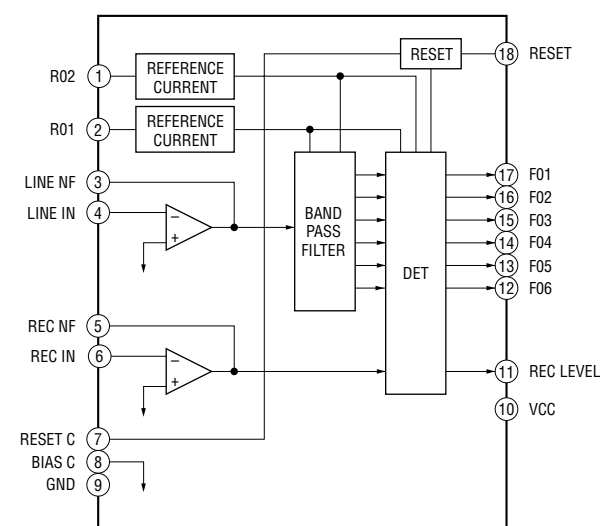 RESET
18
RESET
R02
1
REFERENCE
CURRENT
R01
2
REFERENCE
CURRENT
LINE NF
3
LINE IN
4
−
+
BAND
PASS
FILTER
DET
17
F01
16
F02
15
F03
14
F04
13
F05
12
F06
REC NF
5
REC IN
6
−
+
11
REC LEVEL
10
VCC
RESET C
7
BIAS C
8
GND
9